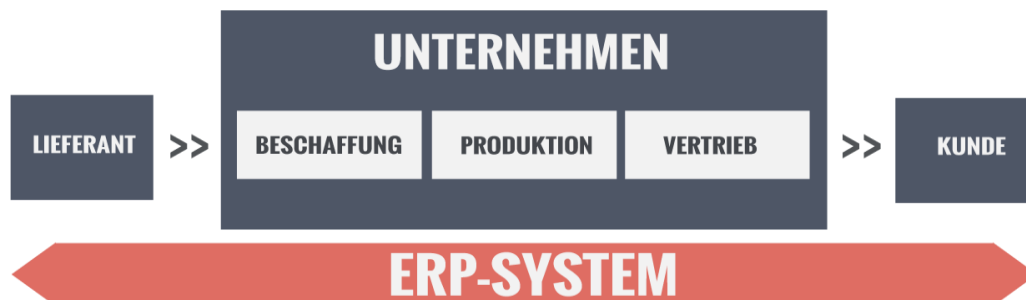 UNTERNEHMEN
LIEFERANT >> BESCHAFFUNG PRODUKTION VERTRIEB >> KUNDE
ERP-SYSTEM